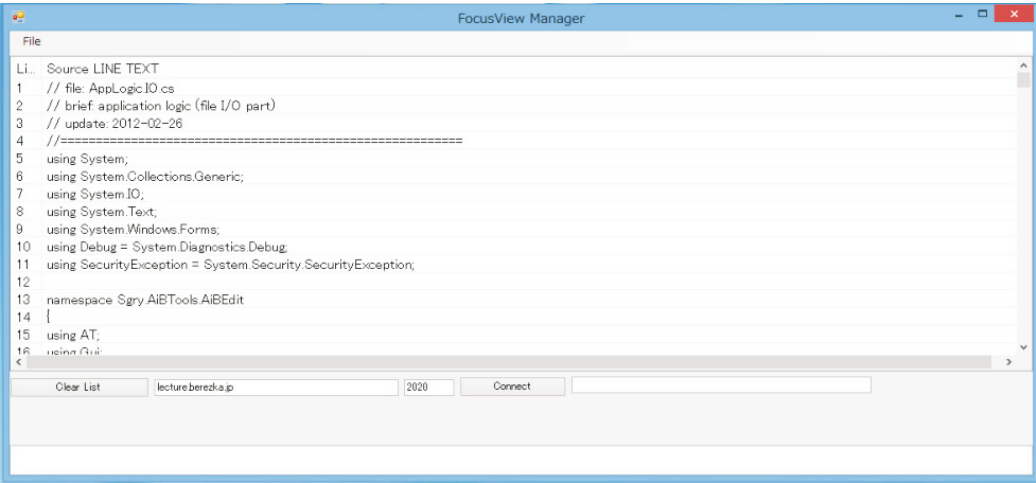 FocusView Manager
File
Li... Source LINE TEXT
1 // file: AppLogic.IO.cs
2 // brief: application logic (file I/O part)
3 // update: 2012-02-26
4 //=========================================================
5 using System;
6 using System.Collections.Generic;
7 using System.IO;
8 using System.Text;
9 using System.Windows.Forms;
10 using Debug = System.Diagnostics.Debug;
11 using SecurityException = System.Security.SecurityException;
12
13 namespace Sgry.AiBTools.AiBEdit
14 {
15 using AT;
16 using Gui;
Clear List lecture.berezka.jp 2020 Connect